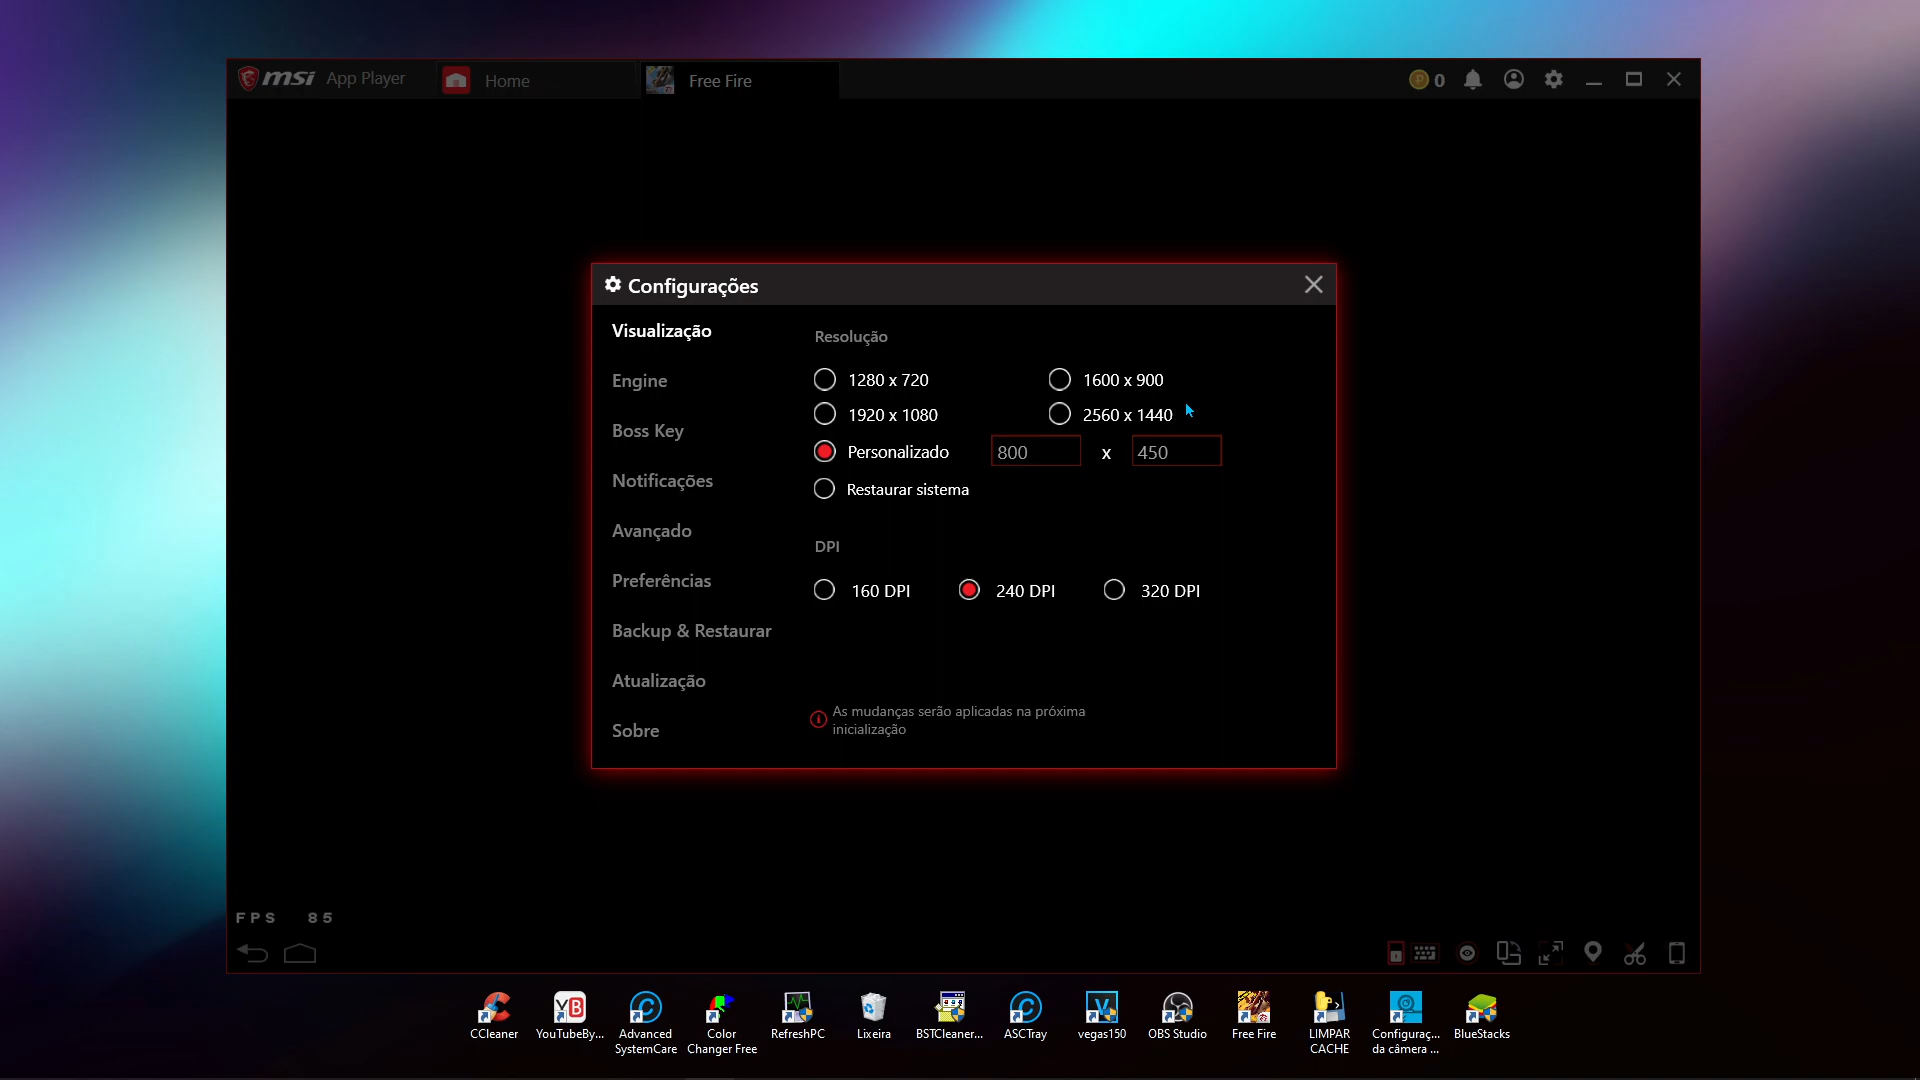 msi App Player
Home
Free Fire
0
Configurações
Visualização
Engine
Boss Key
Notificações
Avançado
Preferências
Backup & Restaurar
Atualização
Sobre
Resolução
1280 x 720
1600 x 900
1920 x 1080
2560 x 1440
Personalizado 800 x 450
Restaurar sistema
DPI
160 DPI
240 DPI
320 DPI
As mudanças serão aplicadas na próxima
inicialização
FPS 85
CCleaner
YouTubeBy...
Advanced
SystemCare
Color
Changer Free
RefreshPC
Lixeira
BSTCleaner...
ASCTray
vegas150
OBS Studio
Free Fire
LIMPAR
CACHE
Configuraç...
da câmera ...
BlueStacks